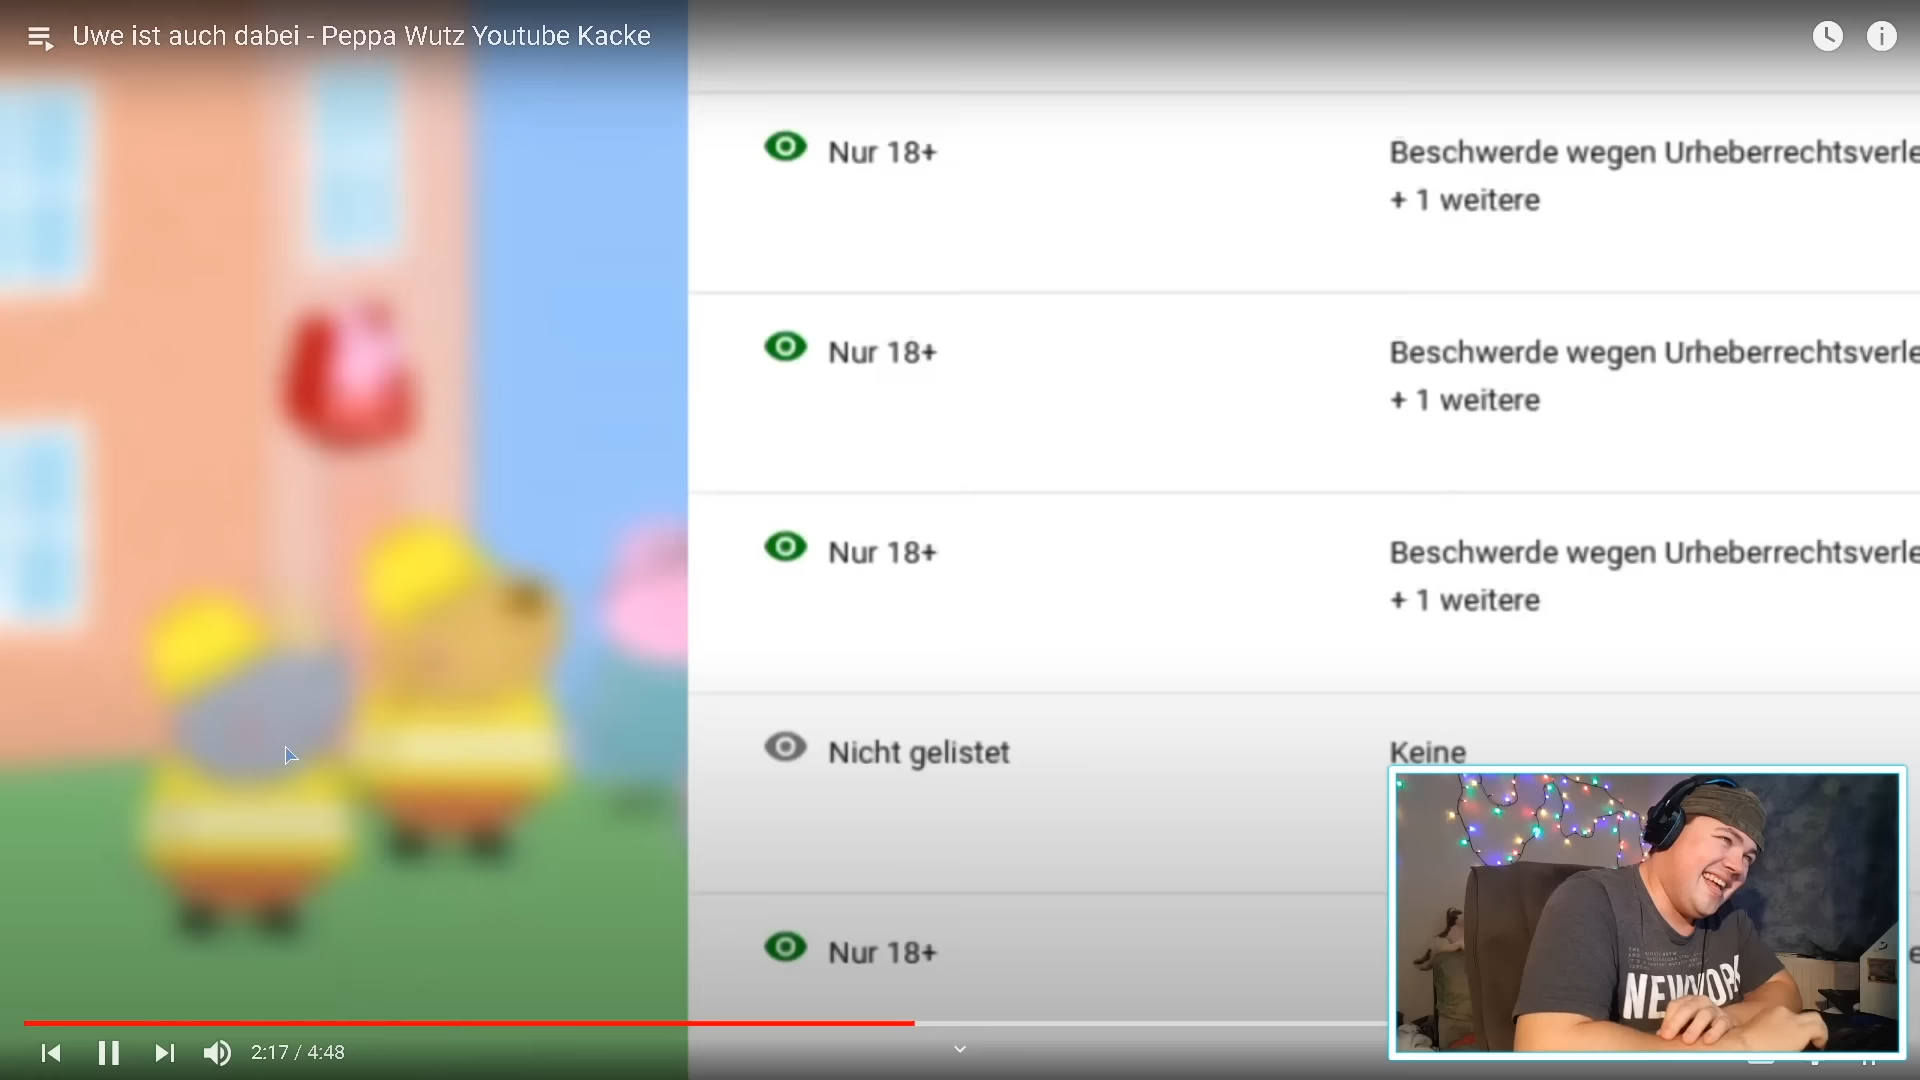 Uwe ist auch dabei - Peppa Wutz Youtube Kacke
Nur 18+
Beschwerde wegen Urheberrechtsverle
+ 1 weitere
Nur 18+
Beschwerde wegen Urheberrechtsverle
+ 1 weitere
Nur 18+
Beschwerde wegen Urheberrechtsverle
+ 1 weitere
Nicht gelistet
Keine
Nur 18+
NEW YORK
2:17 / 4:48